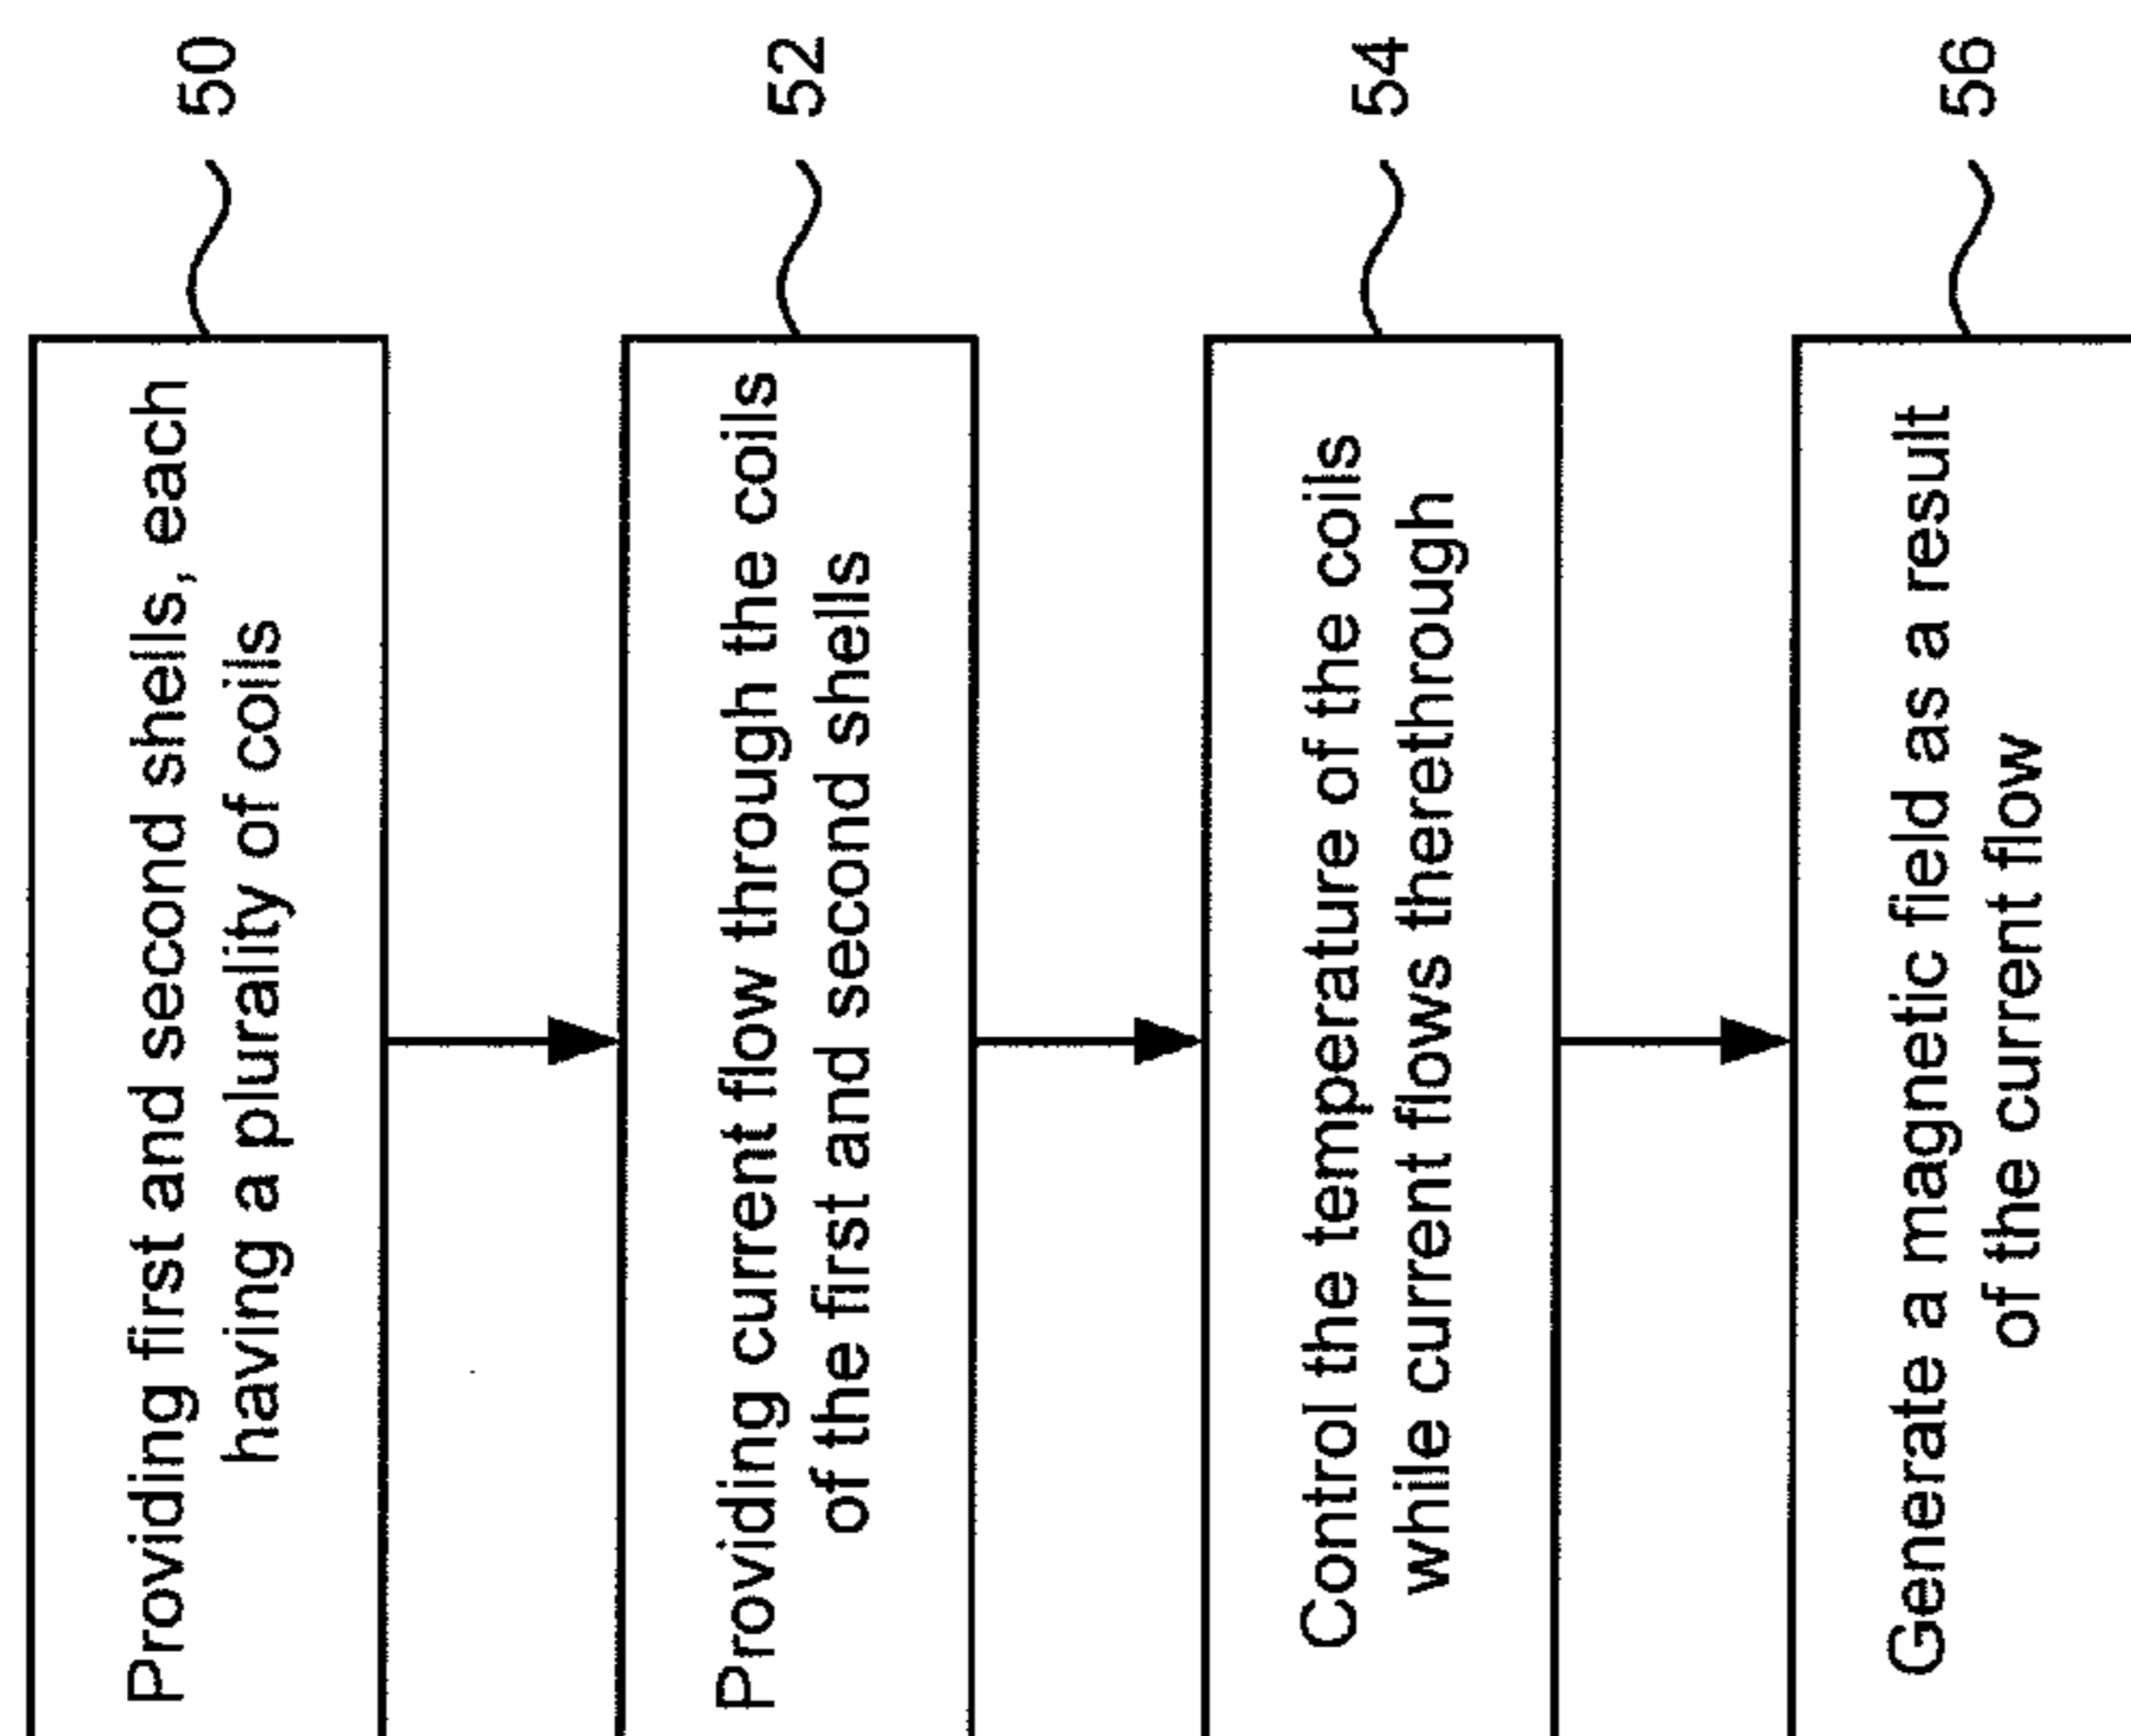 Providing first and second shells, each
having a plurality of coils
50
Providing current flow through the coils
of the first and second shells
52
Control the temperature of the coils
while current flows therethrough
54
Generate a magnetic field as a result
of the current flow
56